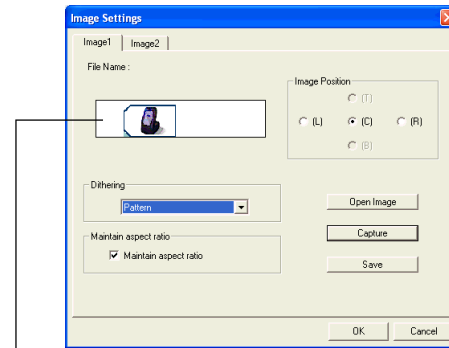 Image Settings
Image1 Image2
File Name :
Image Position
(T)
(L) (C) (R)
(B)
Dithering
Pattern
Open Image
Maintain aspect ratio
Capture
Maintain aspect ratio
Save
OK Cancel